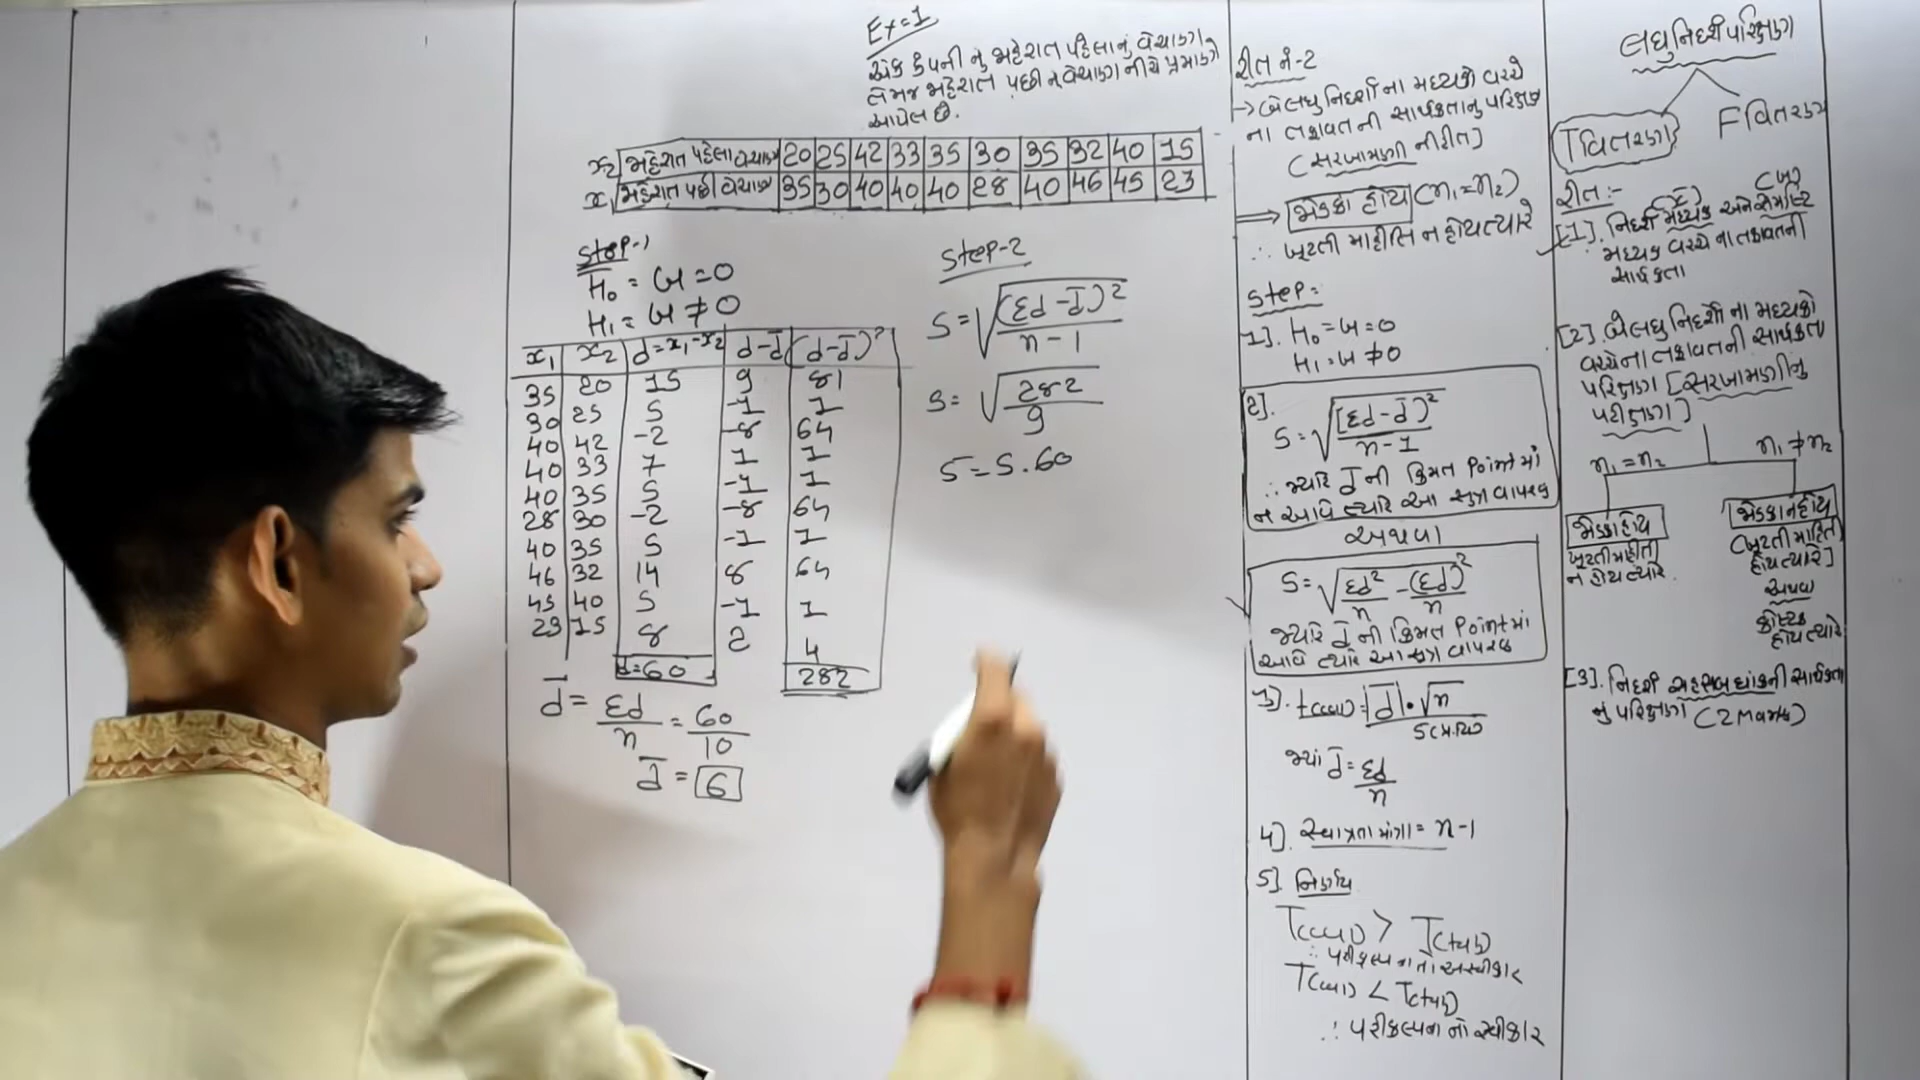 Ex=1
એક કંપની નું જાહેરાત પહેલાનું વેચાણ
તેમજ જાહેરાત પછીનું વેચાણ નીચે પ્રમાણે
આપેલ છે.
x2 જાહેરાત પહેલા વેચાણ 20 25 42 33 35 30 35 32 40 15
x1 જાહેરાત પછી વેચાણ 35 30 40 40 40 28 40 46 45 23
Step-1
H₀ = μ = 0
H₁ = μ ≠ 0
x₁ x₂ d=x₁-x₂ d-d̄ (d-d̄)²
35 20 15 9 81
30 25 5 -1 1
40 42 -2 -8 64
40 33 7 1 1
40 35 5 -1 1
28 30 -2 -8 64
40 35 5 -1 1
46 32 14 8 64
45 40 5 -1 1
23 15 8 2 4
d=60 282
d̄ = Σd/n = 60/10
d̄ = 6
Step-2
S = √((Σd-d̄)²/(n-1))
S = √(282/9)
S = 5.60
રીત નં-2
→ બે લઘુ નિદર્શોના મધ્યકો વચ્ચે
ના તફાવતની સાર્થકતાનુ પરિક્ષણ
(સરખામણી ની રીત]
⇒ જોડકા હોય (n₁=n₂)
∴ ખૂટતી માહીતિ ન હોય ત્યારે
Step=
1]. H₀ = μ = 0
H₁ = μ ≠ 0
2].
S = √([Σd-d̄)²/(n-1))
∴ જ્યારે d̄ ની કિંમત Point માં
ન આવે ત્યારે આ સુત્ર વાપરવુ
અથવા
S = √(Σd²/n - (Σd/n)²)
જ્યારે d̄ ની કિંમત Point માં
આવે ત્યારે આ સુત્ર વાપરવુ
3]. t(cal) = |d̄|·√n/S
જ્યાં d̄ = Σd/n
4]. સ્વાત્રતા માંત્રા = n-1
5]. નિર્ણય
T(cal) > T(tab)
∴ પરીકલ્પનાનો અસ્વીકાર
T(cal) < T(tab)
∴ પરીકલ્પના નો સ્વીકાર
લઘુ નિદર્શ પરિક્ષણ
T વિતરણ F વિતરણ
રીત:-
[1]. નિદર્શ મધ્યક અને સમષ્ટિ
મધ્યક વચ્ચે ના તફાવતની
સાર્થકતા
[2]. બે લઘુ નિદર્શો ના મધ્યકો
વચ્ચેના તફાવતની સાર્થકતા
પરિક્ષણ [સરખામણીનું
પરીક્ષણ]
n₁ = n₂ n₁ ≠ n₂
જોડકા હોય
ખૂટતી માહીતી
ન હોય ત્યારે.
જોડકા ન હોય
(ખૂટતી માહિતી
હોય ત્યારે]
અથવા
કોષ્ટક
હોય ત્યારે
[3]. નિદર્શ સહસંબંધાંકની સાર્થકતા
નું પરિક્ષણ (2 Marks)